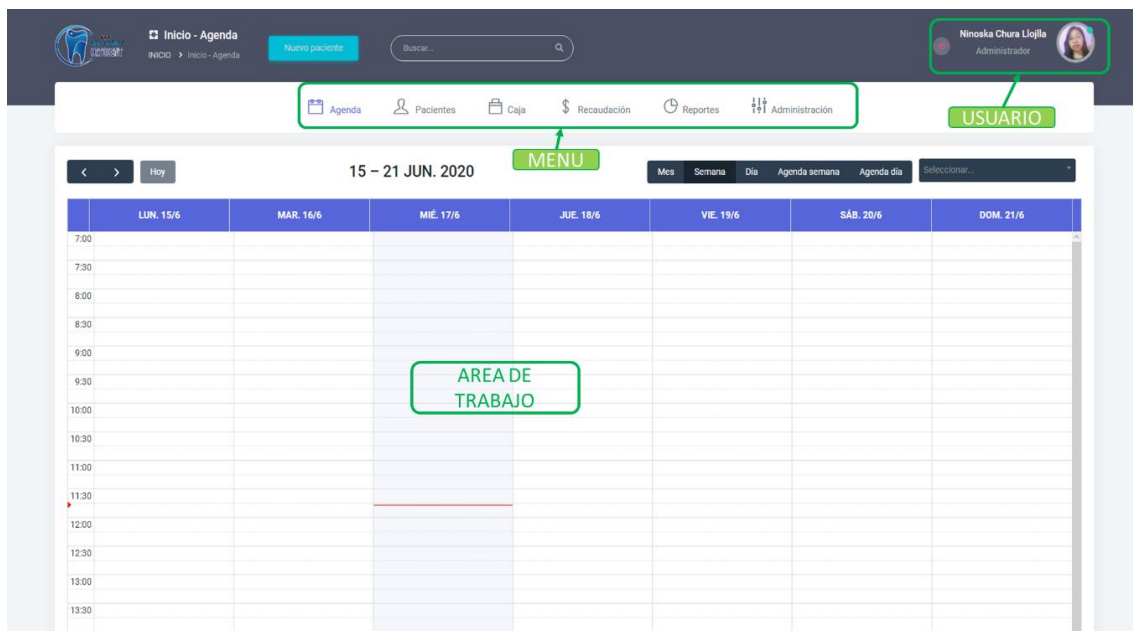 Inicio - Agenda
INICIO > Inicio - Agenda
Nuevo paciente
Buscar...
Ninoska Chura Llojlla
Administrador
USUARIO
Agenda Pacientes Caja Recaudación Reportes Administración
MENU
Hoy
15 – 21 JUN. 2020
Mes Semana Día Agenda semana Agenda día
Seleccionar...
LUN. 15/6 MAR. 16/6 MIÉ. 17/6 JUE. 18/6 VIE. 19/6 SÁB. 20/6 DOM. 21/6
7:00
7:30
8:00
8:30
9:00
9:30
AREA DE
TRABAJO
10:00
10:30
11:00
11:30
12:00
12:30
13:00
13:30